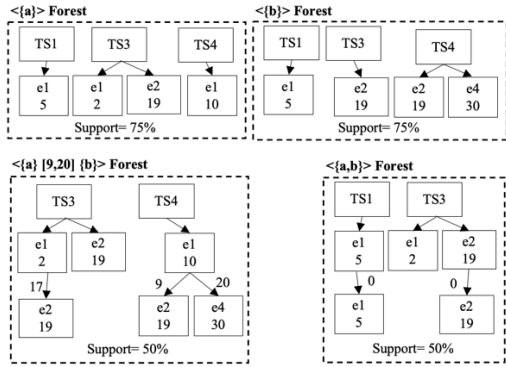 <{a}> Forest
TS1 TS3 TS4
e1 e1 e2 e1
5 2 19 10
Support= 75%
<{b}> Forest
TS1 TS3 TS4
e1 e2 e2 e4
5 19 19 30
Support= 75%
<{a} [9,20] {b}> Forest
TS3 TS4
e1 e2 e1
2 19 10
17 9 20
e2 e2 e4
19 19 30
Support= 50%
<{a,b}> Forest
TS1 TS3
e1 e1 e2
5 2 19
0 0
e1 e2
5 19
Support= 50%